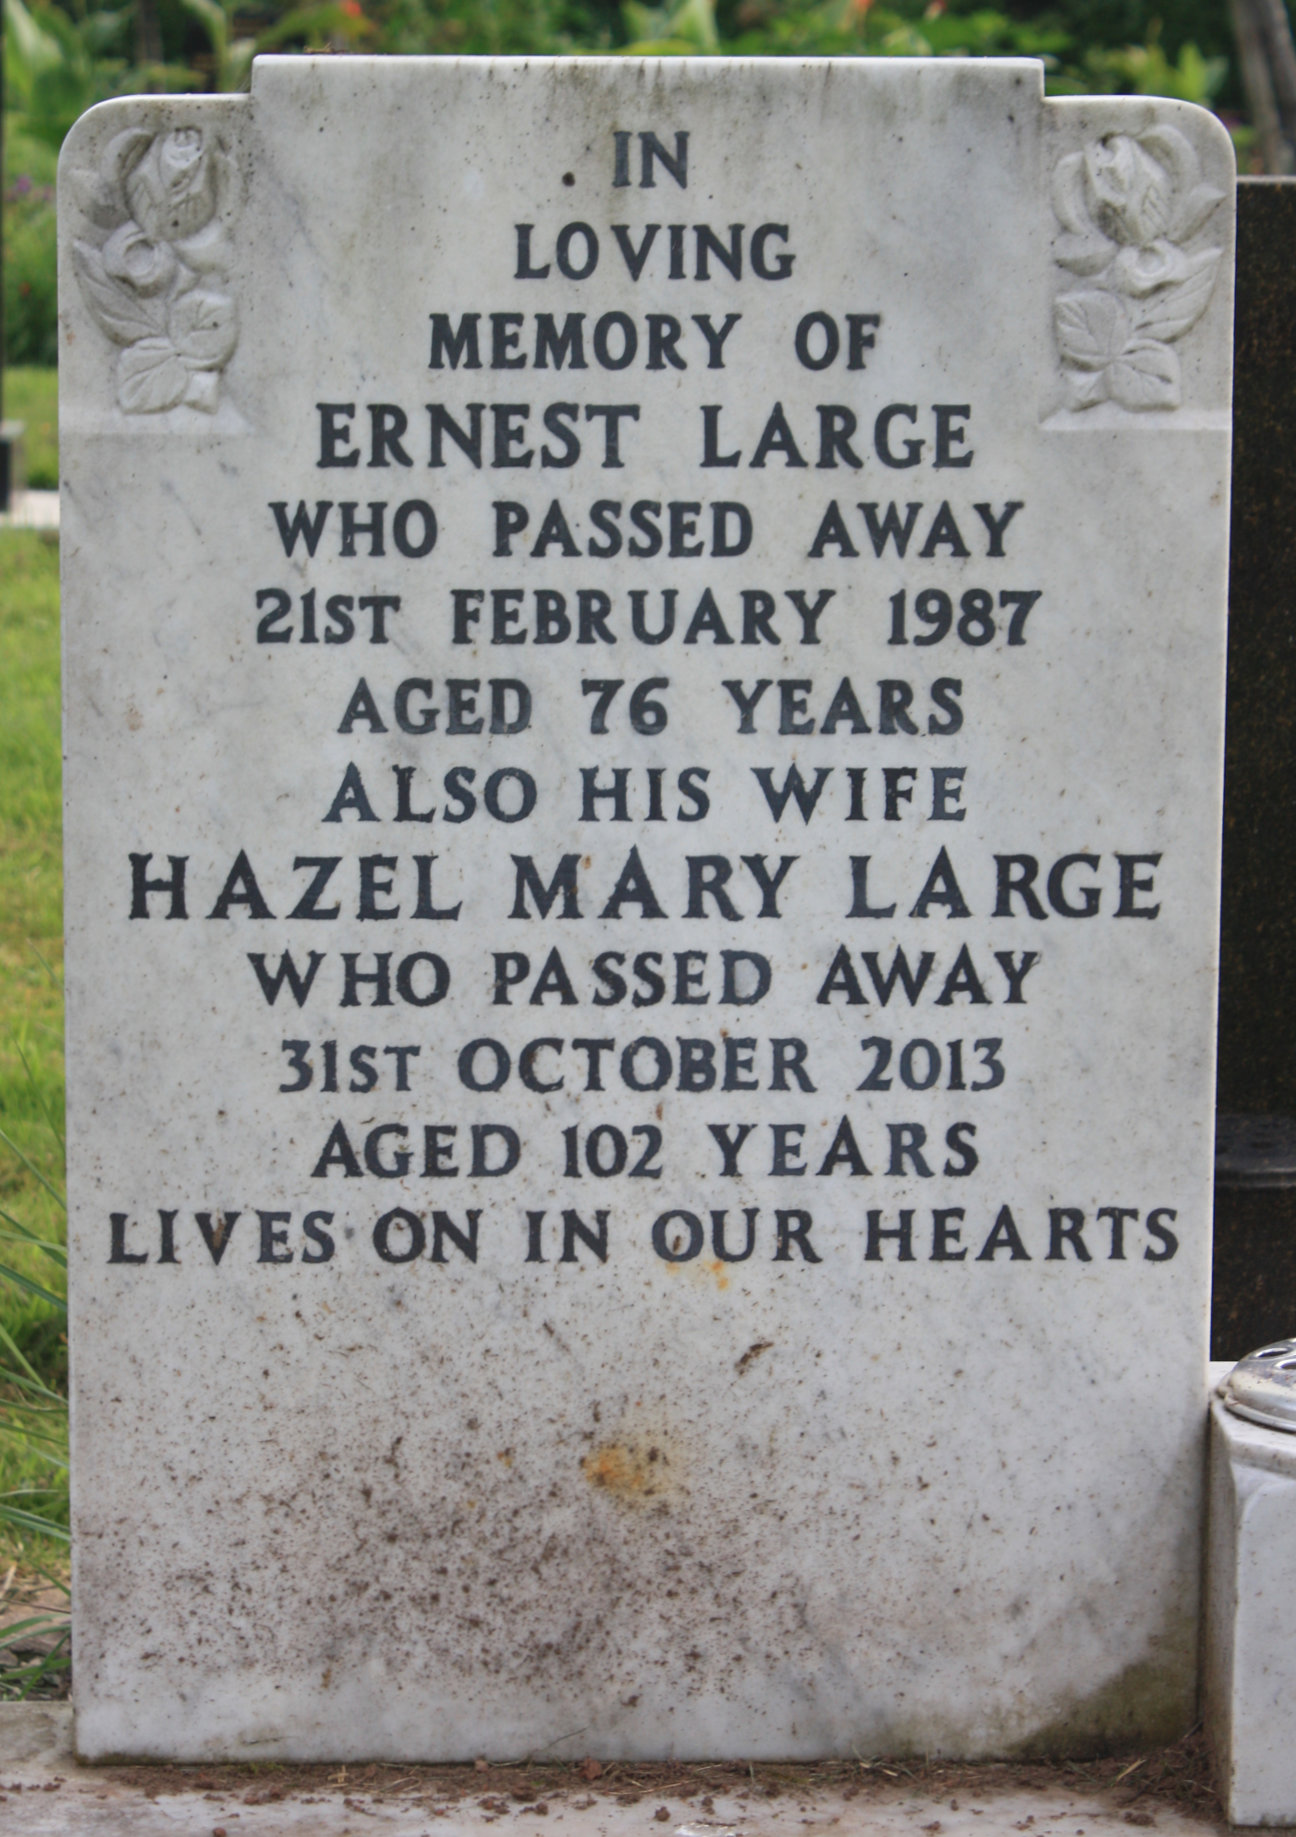 IN
LOVING
MEMORY OF
ERNEST LARGE
WHO PASSED AWAY
21ST FEBRUARY 1987
AGED 76 YEARS
ALSO HIS WIFE
HAZEL MARY LARGE
WHO PASSED AWAY
31ST OCTOBER 2013
AGED 102 YEARS
LIVES ON IN OUR HEARTS